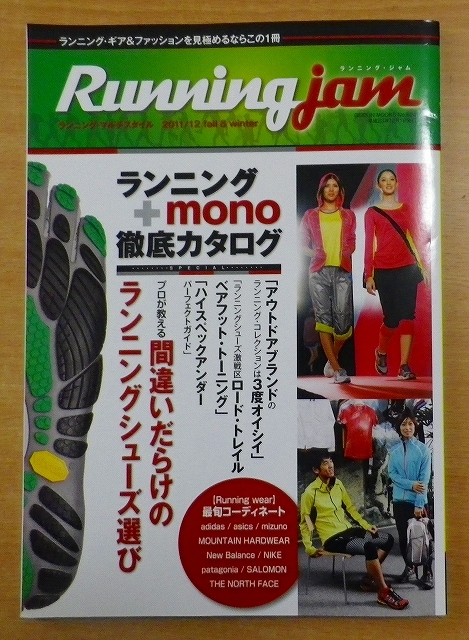 ランニング・ギア&ファッションを見極めるならこの1冊
ランニング・ジャム
Runningjam
ランニング・マルチスタイル 2011/12 fall & winter
ランニング
+mono
徹底カタログ
SPECIAL
「アウトドアブランドの
ランニング・コレクションは3度オイシイ」
「ランニングシューズ激戦区ロード・トレイル
ベアフット・トーニング」
「ハイスペックアンダー
パーフェクトガイド」
プロが教える 間違いだらけの
ランニングシューズ選び
【Running wear】
最旬コーディネート
adidas / asics / mizuno
MOUNTAIN HARDWEAR
New Balance / NIKE
patagonia / SALOMON
THE NORTH FACE